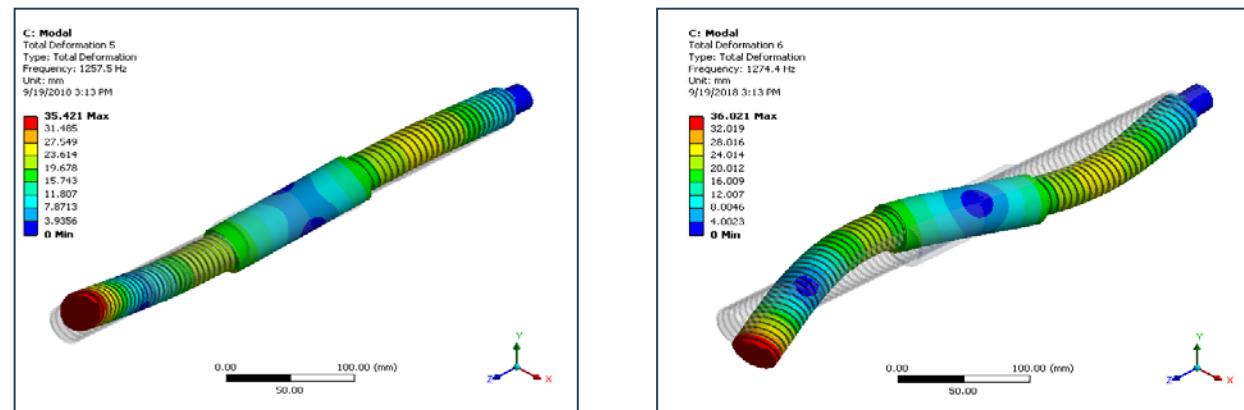 C: Modal
Total Deformation 5
Type: Total Deformation
Frequency: 1257.5 Hz
Unit: mm
9/19/2018 3:13 PM
35.421 Max
31.485
27.549
23.614
19.678
15.743
11.807
7.8713
3.9356
0 Min
0.00
100.00 (mm)
50.00
Y
Z
X
C: Modal
Total Deformation 6
Type: Total Deformation
Frequency: 1274.4 Hz
Unit: mm
9/19/2018 3:13 PM
36.021 Max
32.019
28.016
24.014
20.012
16.009
12.007
8.0046
4.0023
0 Min
0.00
100.00 (mm)
50.00
Y
Z
X